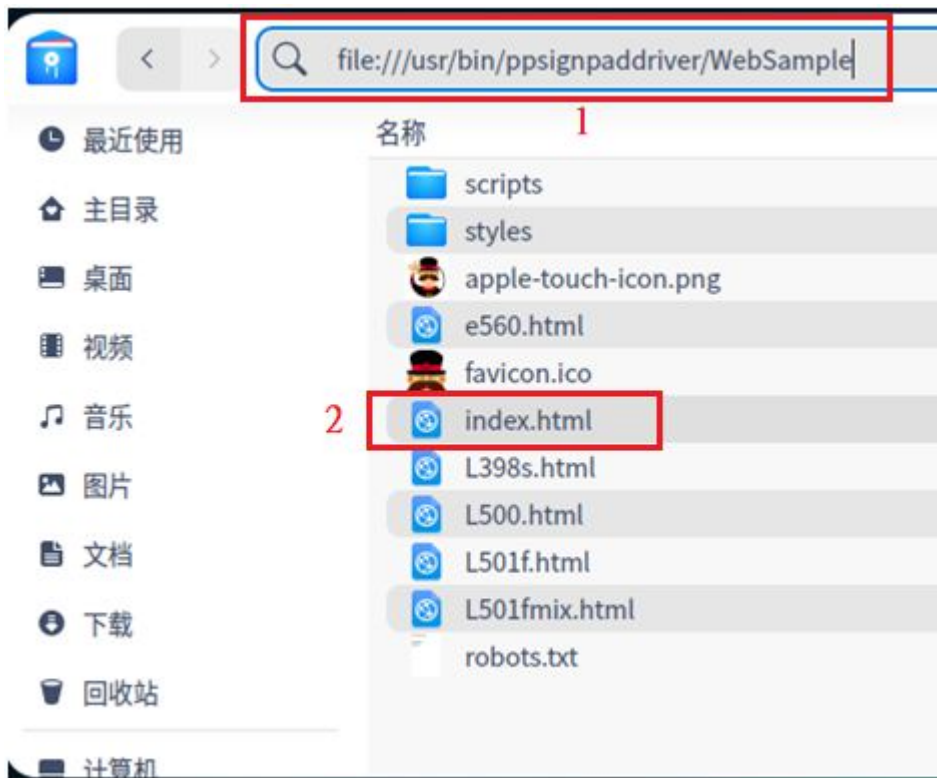 file:///usr/bin/ppsignpaddriver/WebSample
1
最近使用
主目录
桌面
视频
音乐
图片
文档
下载
回收站
计算机
名称
scripts
styles
apple-touch-icon.png
e560.html
favicon.ico
2
index.html
L398s.html
L500.html
L501f.html
L501fmix.html
robots.txt